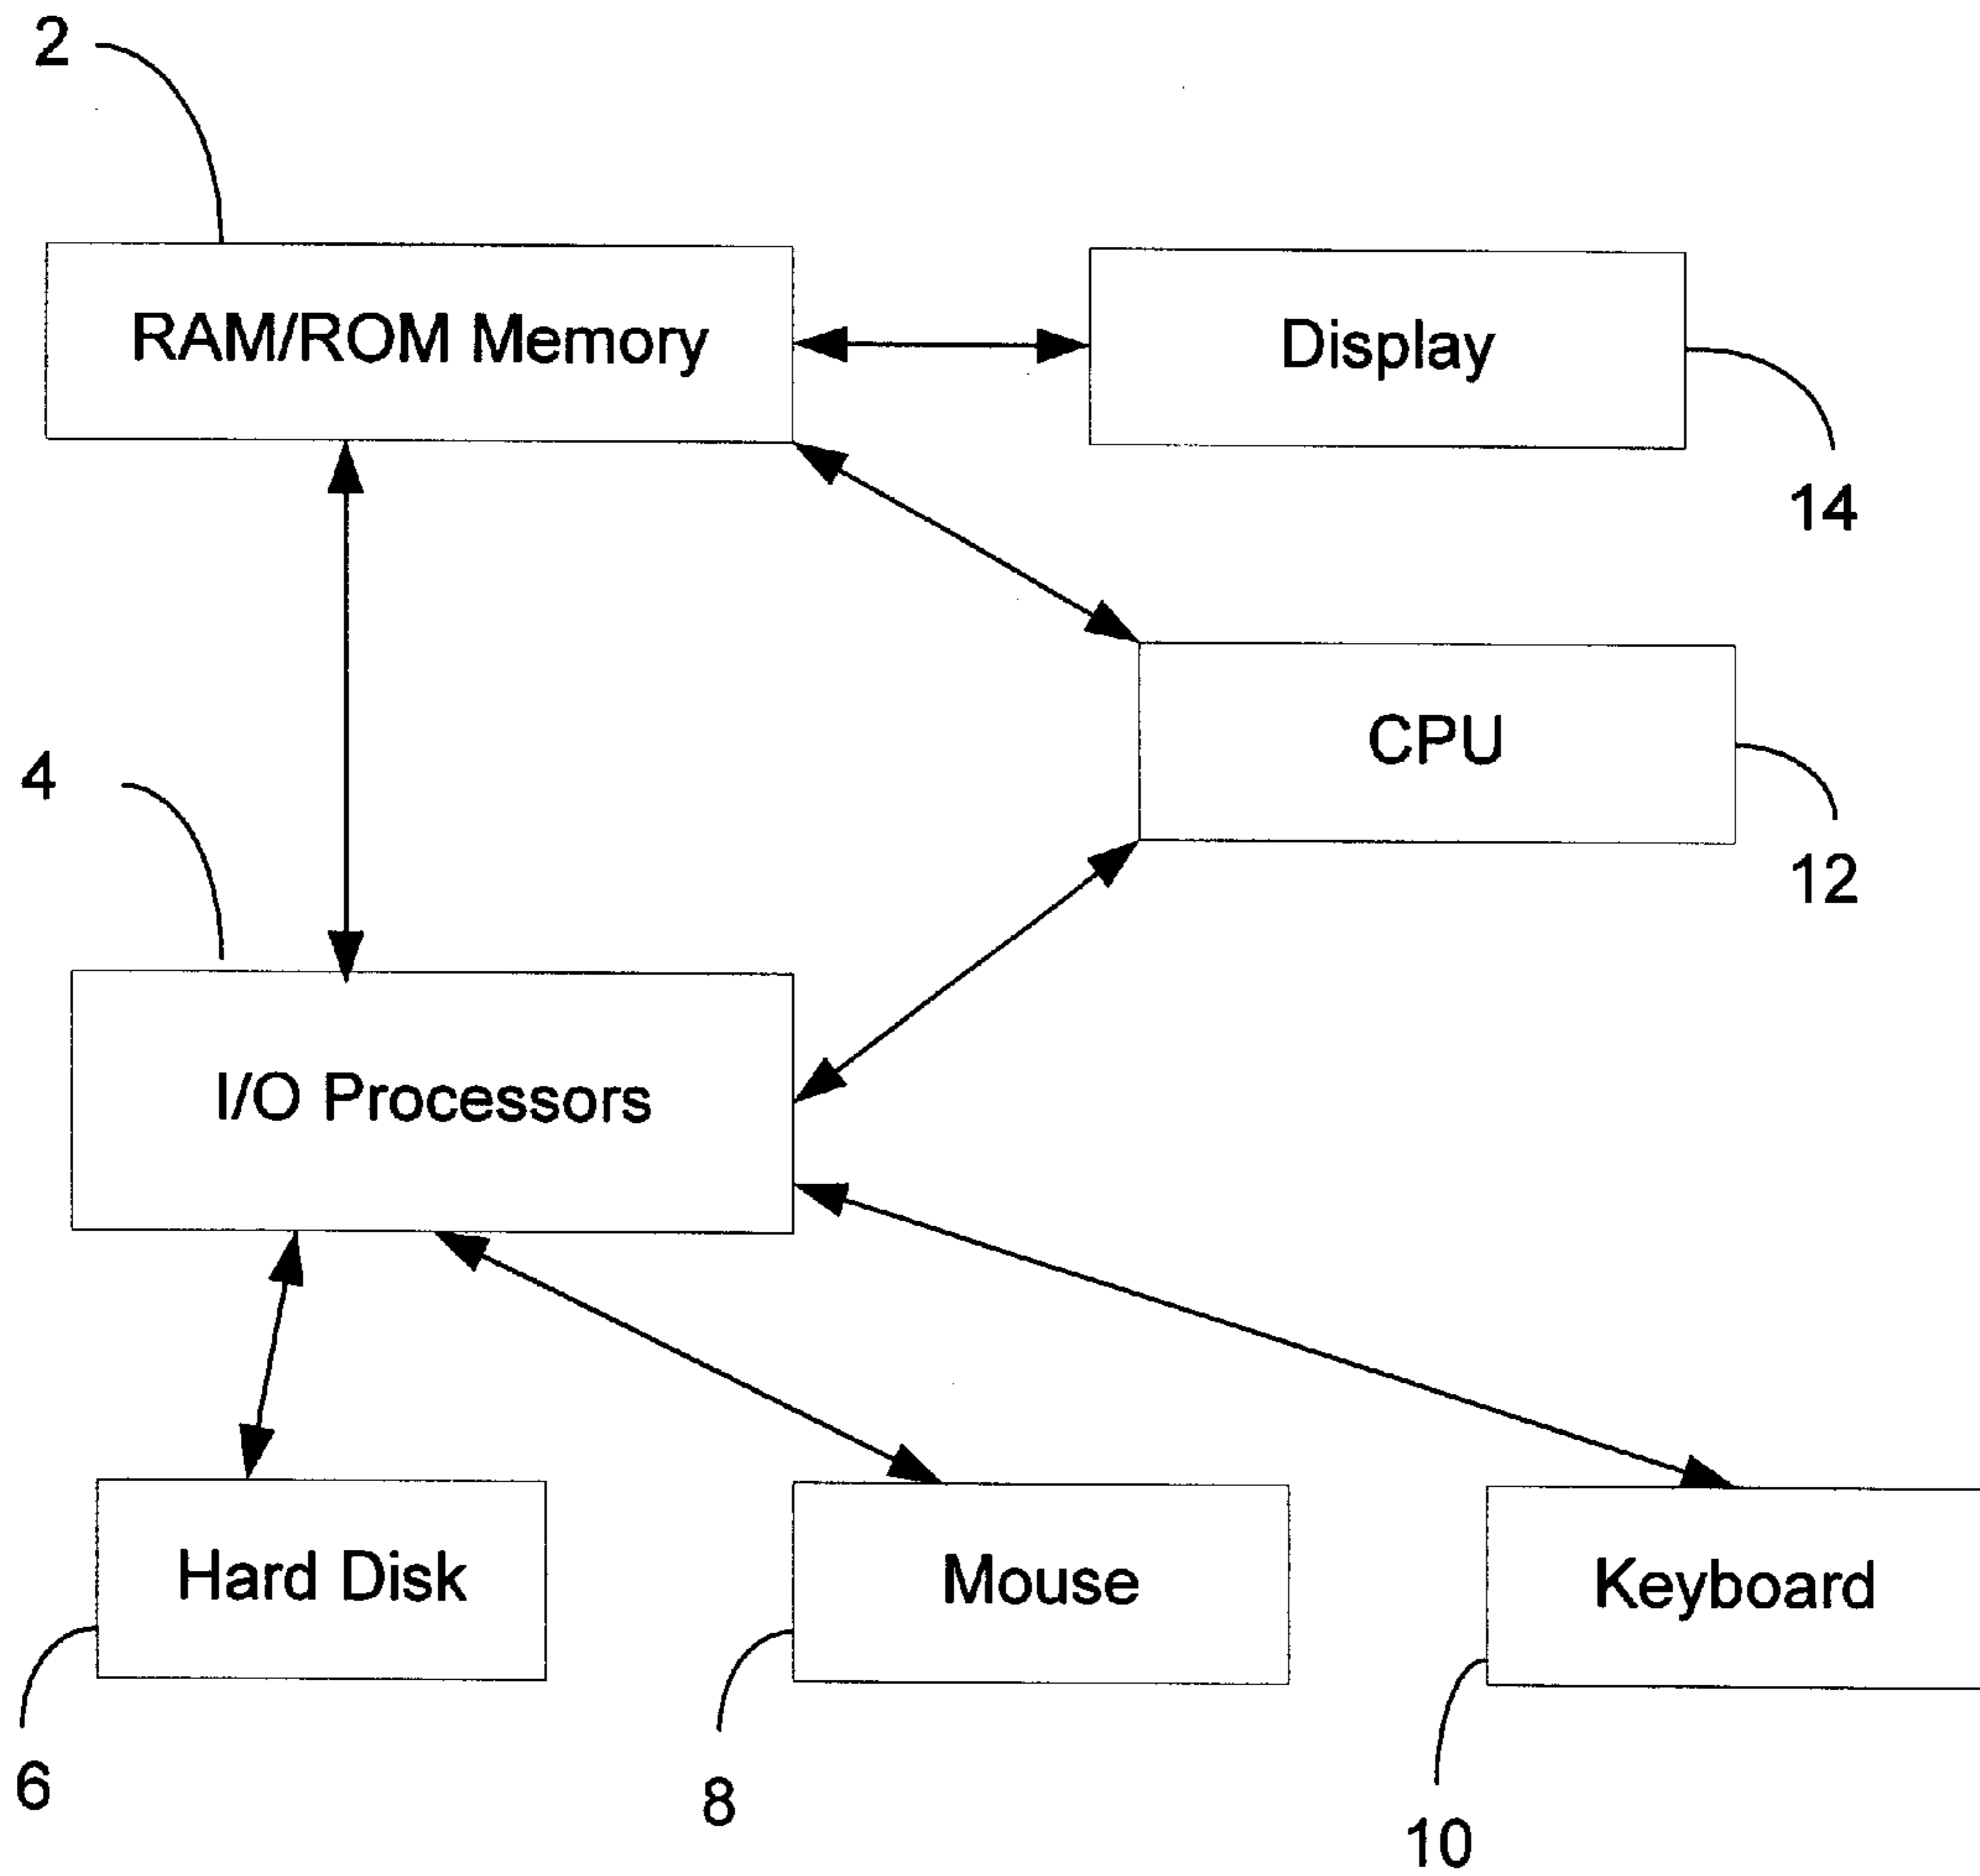 2
RAM/ROM Memory
Display
14
CPU
4
12
I/O Processors
Hard Disk
Mouse
Keyboard
6
8
10